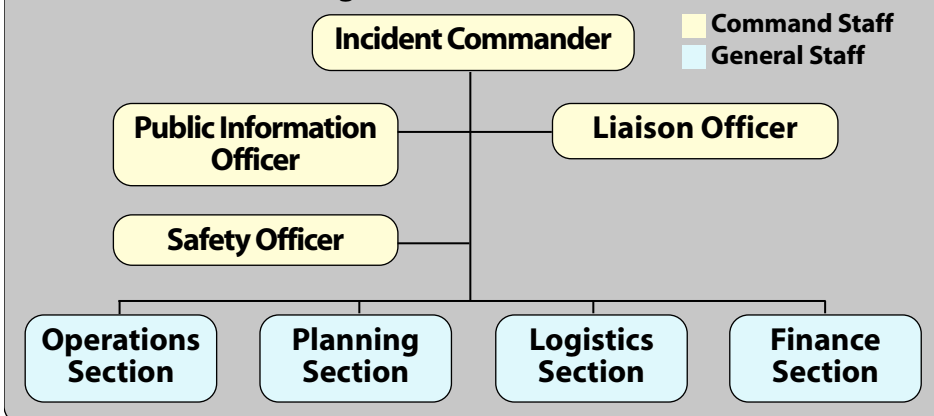 Incident Commander
Command Staff
General Staff
Public Information
Officer
Liaison Officer
Safety Officer
Operations
Section
Planning
Section
Logistics
Section
Finance
Section